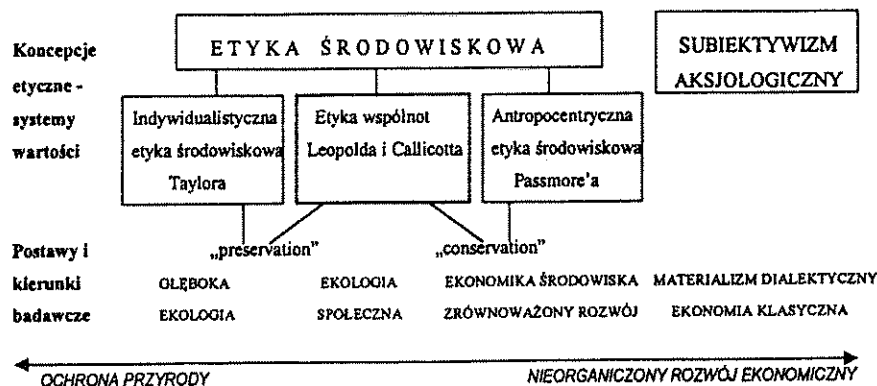 Koncepcje
etyczne -
systemy
wartości
ETYKA ŚRODOWISKOWA
SUBIEKTYWIZM
AKSJOLOGICZNY
Indywidualistyczna
etyka środowiskowa
Taylora
Etyka wspólnot
Leopolda i Callicotta
Antropocentryczna
etyka środowiskowa
Passmore'a
Postawy i
kierunki
badawcze
„preservation”
„conservation”
GŁĘBOKA
EKOLOGIA
EKOLOGIA
SPOŁECZNA
EKONOMIKA ŚRODOWISKA
ZRÓWNOWAŻONY ROZWÓJ
MATERIALIZM DIALEKTYCZNY
EKONOMIA KLASYCZNA
OCHRONA PRZYRODY
NIEORGANICZONY ROZWÓJ EKONOMICZNY